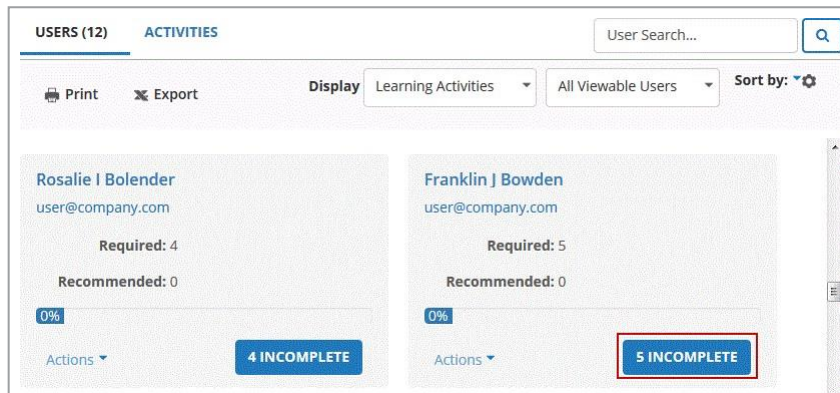 USERS (12) ACTIVITIES User Search...
Print Export Display Learning Activities All Viewable Users Sort by:
Rosalie I Bolender
user@company.com
Required: 4
Recommended: 0
0%
Actions 4 INCOMPLETE
Franklin J Bowden
user@company.com
Required: 5
Recommended: 0
0%
Actions 5 INCOMPLETE